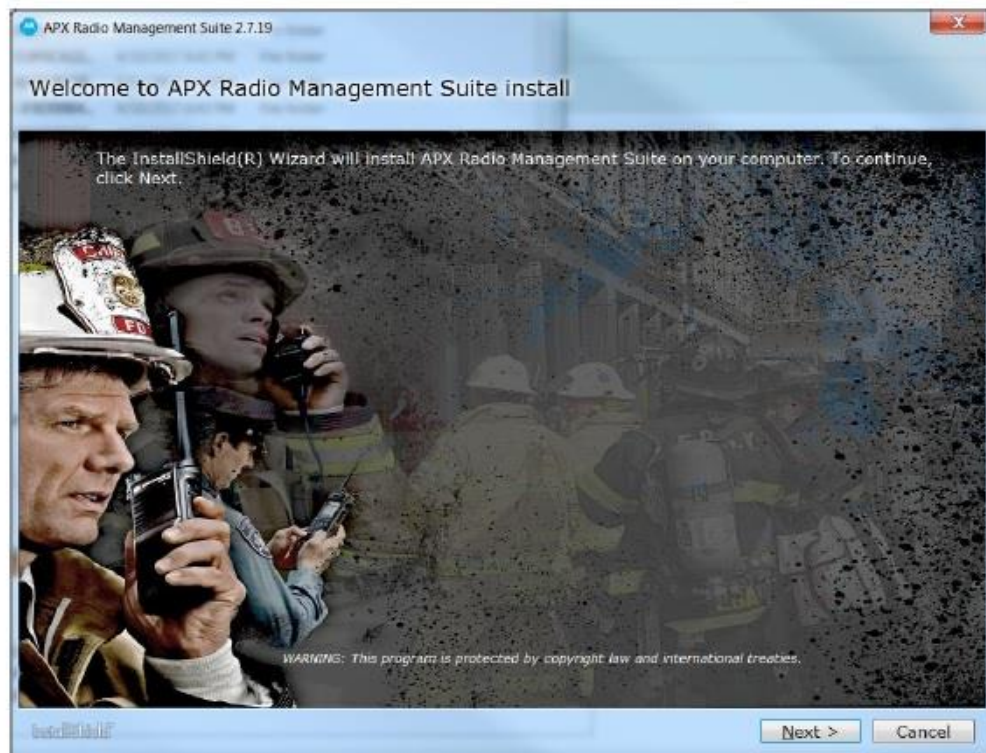 APX Radio Management Suite 2.7.19
Welcome to APX Radio Management Suite install
The InstallShield(R) Wizard will install APX Radio Management Suite on your computer. To continue,
click Next.
FD
WARNING: This program is protected by copyright law and international treaties.
InstallShield
Next >
Cancel